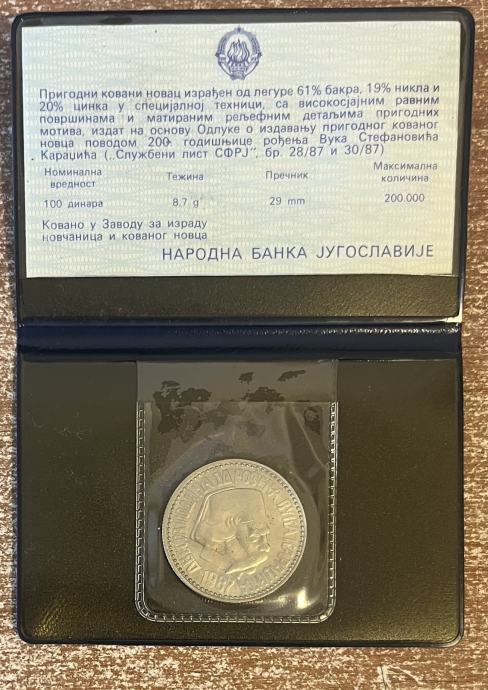 Пригодни ковани новац израђен од легуре 61% бакра, 19% никла и
20% цинка у специјалној техници, са високосјајним равним
површинама и матираним рељефним детаљима пригодних
мотива, издат на основу Одлуке о издавању пригодног кованог
новца поводом 200 годишњице рођења Вука Стефановића
Караџића („Службени лист СФРЈ", бр. 28/87 и 30/87)
Номинална вредност Тежина Пречник Максимална количина
100 динара 8.7 g 29 mm 200.000
Ковано у Заводу за израду
новчаница и кованог новца
НАРОДНА БАНКА ЈУГОСЛАВИЈЕ